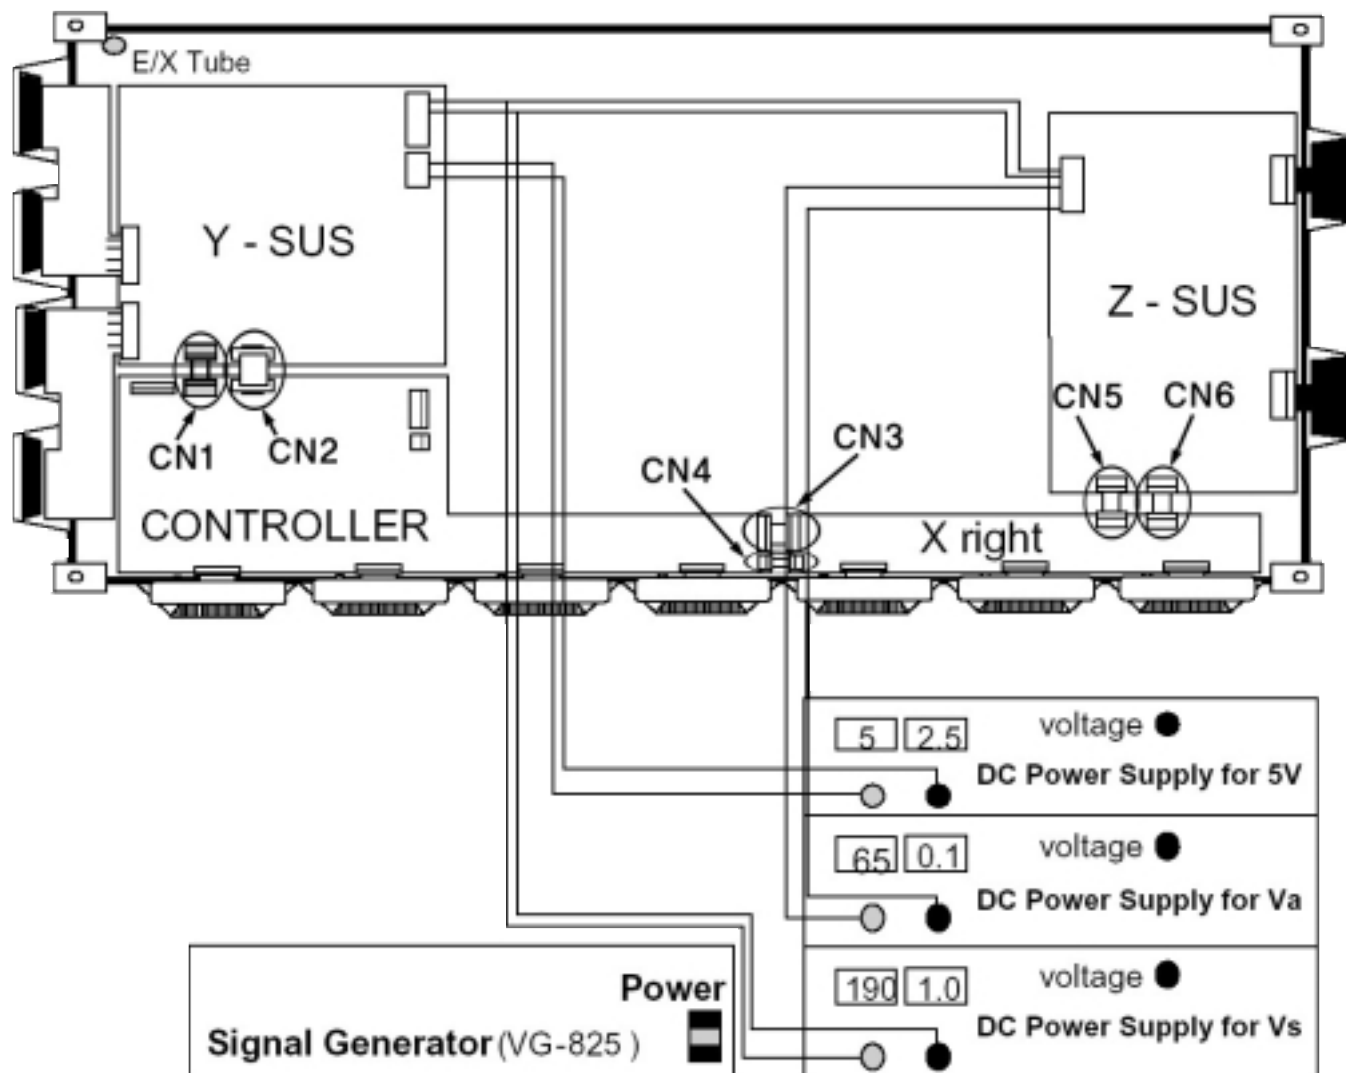 E/X Tube
Y - SUS
Z - SUS
CN5 CN6
CN1 CN2
CN3
CN4
CONTROLLER
X right
5 2.5 voltage
DC Power Supply for 5V
65 0.1 voltage
DC Power Supply for Va
190 1.0 voltage
DC Power Supply for Vs
Power
Signal Generator (VG-825 )